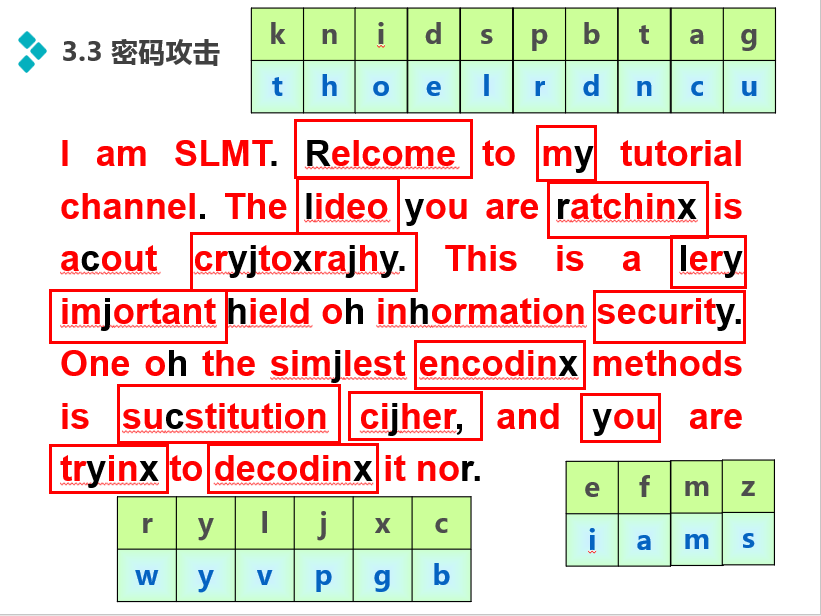 3.3 密码攻击
k n i d s p b t a g
t h o e l r d n c u
I am SLMT. Relcome to my tutorial
channel. The lideo you are ratchinx is
acout cryjtoxrajhy. This is a lery
imjortant hield oh inhormation security.
One oh the simjlest encodinx methods
is sucstitution cijher, and you are
tryinx to decodinx it nor.
e f m z
i a m s
r y l j x c
w y v p g b